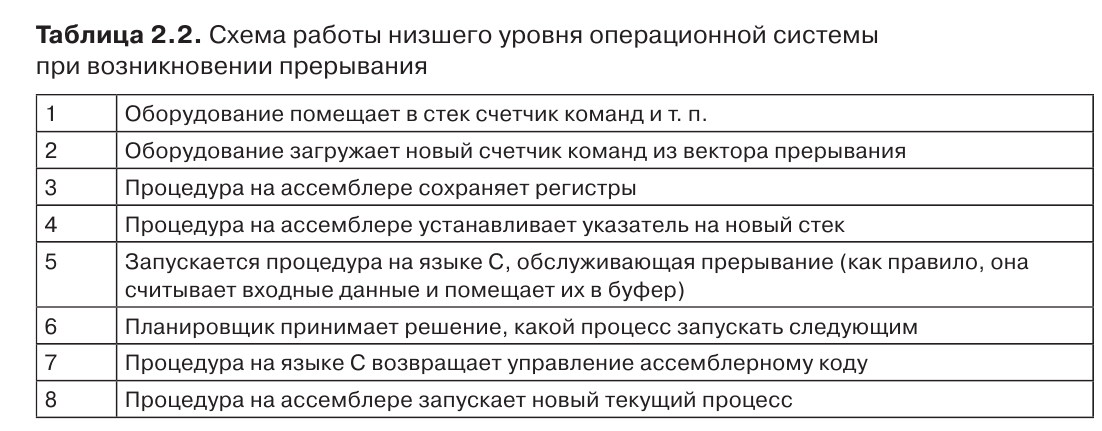 Таблица 2.2. Схема работы низшего уровня операционной системы
при возникновении прерывания
1 Оборудование помещает в стек счетчик команд и т. п.
2 Оборудование загружает новый счетчик команд из вектора прерывания
3 Процедура на ассемблере сохраняет регистры
4 Процедура на ассемблере устанавливает указатель на новый стек
5 Запускается процедура на языке C, обслуживающая прерывание (как правило, она
считывает входные данные и помещает их в буфер)
6 Планировщик принимает решение, какой процесс запускать следующим
7 Процедура на языке C возвращает управление ассемблерному коду
8 Процедура на ассемблере запускает новый текущий процесс